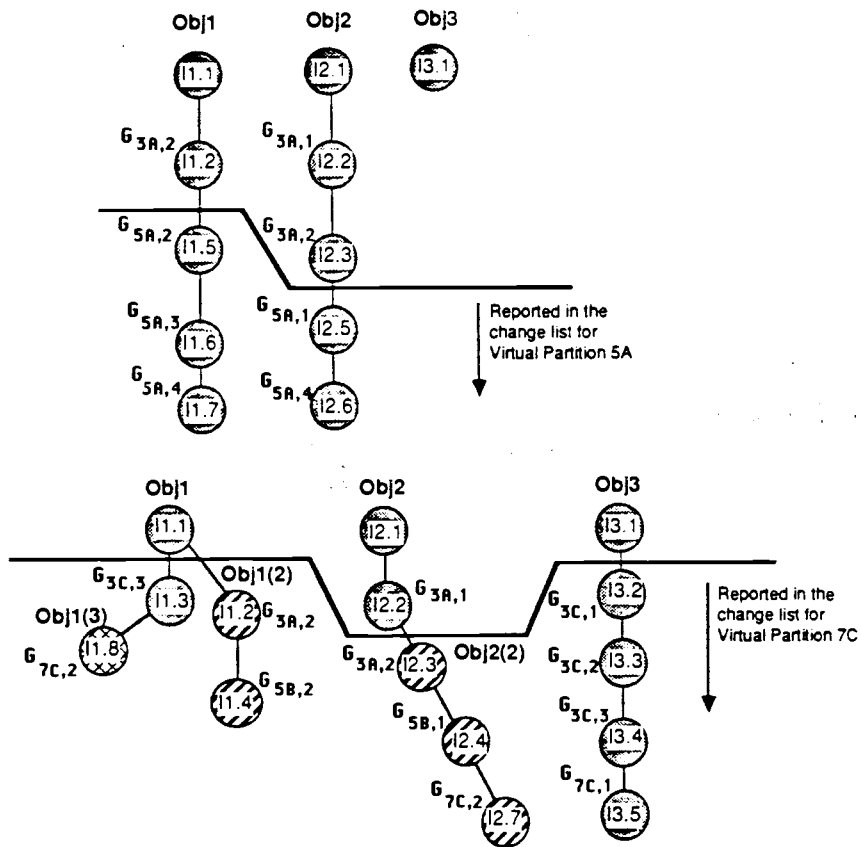 Obj1 Obj2 Obj3
I1.1 I2.1 I3.1
G3A,2 I1.2 G3A,1 I2.2
G5A,2 I1.5 G3A,2 I2.3
G5A,3 I1.6 G5A,1 I2.5
G5A,4 I1.7 G5A,4 I2.6
Reported in the
change list for
Virtual Partition 5A
Obj1 Obj2 Obj3
I1.1 I2.1 I3.1
G3C,3 I1.3 Obj1(2) I1.2 G3A,2 I2.2 G3A,1 G3C,1 I3.2
Obj1(3) I1.8 G7C,2 I1.4 G5B,2 G3A,2 I2.3 Obj2(2) G3C,2 I3.3
G5B,1 I2.4 G3C,3 I3.4
G7C,2 I2.7 G7C,1 I3.5
Reported in the
change list for
Virtual Partition 7C